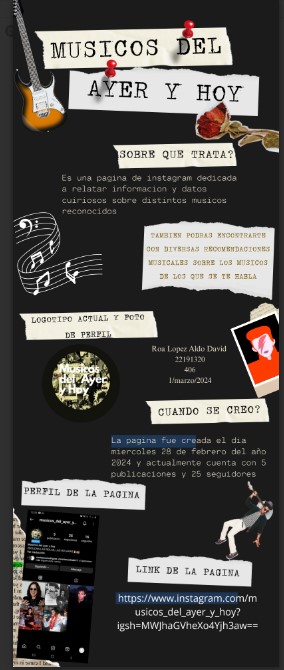 MUSICOS DEL
AYER Y HOY
SOBRE QUE TRATA?
Es una pagina de instagram dedicada
a relatar informacion y datos
cuiriosos sobre distintos musicos
reconocidos
TAMBIEN PODRAS ENCONTRARTE
CON DIVERSAS RECOMENDACIONES
MUSICALES SOBRE LOS MUSICOS
DE LOS QUE SE TE HABLA
LOGOTIPO ACTUAL Y FOTO
DE PERFIL
Musicos
del Ayer
y Hoy
Roa Lopez Aldo David
22191320
406
1/marzo/2024
CUANDO SE CREO?
La pagina fue creada el dia
miercoles 28 de febrero del año
2024 y actualmente cuenta con 5
publicaciones y 25 seguidores
PERFIL DE LA PAGINA
LINK DE LA PAGINA
https://www.instagram.com/m
usicos_del_ayer_y_hoy?
igsh=MWJhaGVheXo4Yjh3aw==